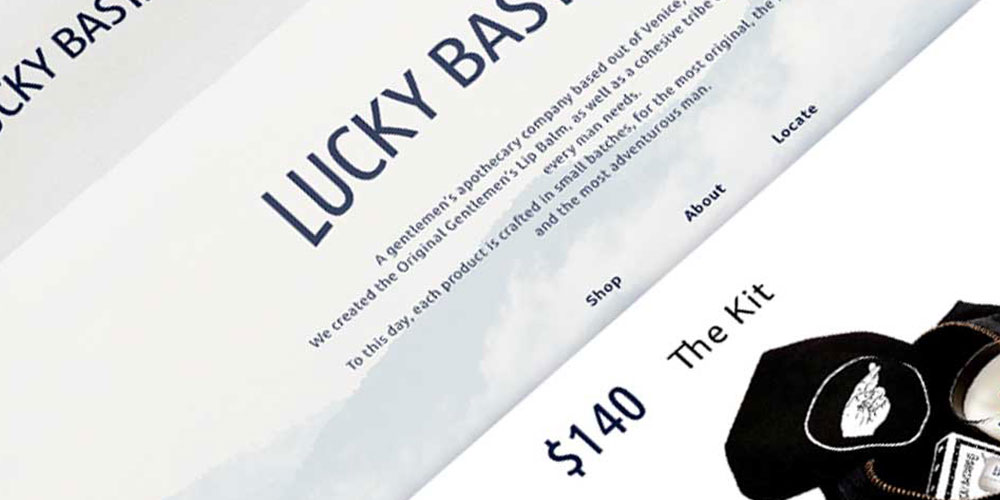 UCKY BAS
LUCKY BAS
A gentlemen's apothecary company based out of Venice,
We created the Original Gentlemen's Lip Balm, as well as a cohesive tribe
every man needs.
To this day, each product is crafted in small batches, for the most original, the
and the most adventurous man.
Shop
About
Locate
$140
The Kit